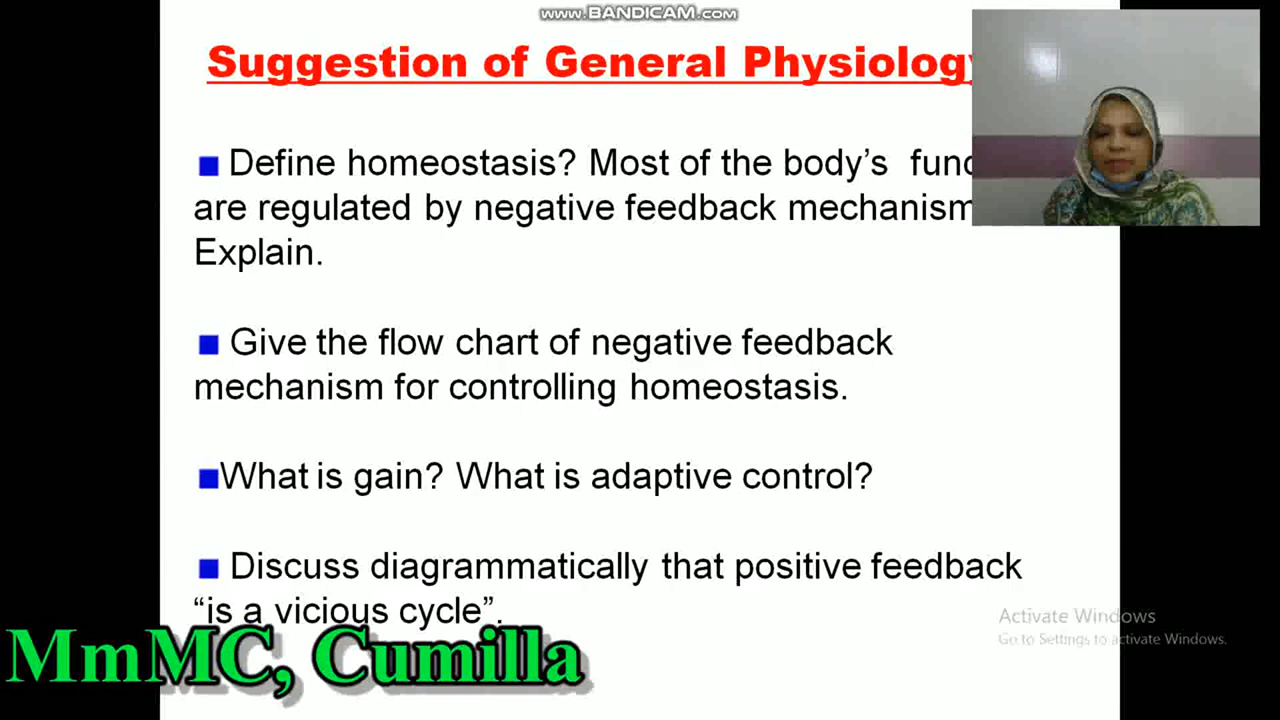 www.BANDICAM.com
Suggestion of General Physiology
■ Define homeostasis? Most of the body’s func
are regulated by negative feedback mechanism
Explain.
■ Give the flow chart of negative feedback
mechanism for controlling homeostasis.
■What is gain? What is adaptive control?
■ Discuss diagrammatically that positive feedback
“is a vicious cycle”.
Activate Windows
Go to Settings to activate Windows.
MmMC, Cumilla